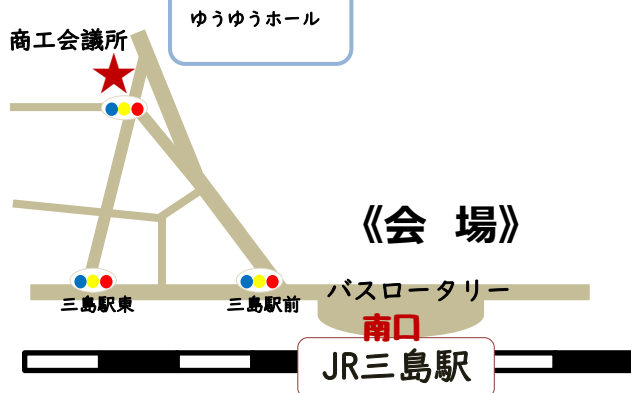 ゆうゆうホール
商工会議所
《会 場》
バスロータリー
三島駅東
三島駅前
南口
JR三島駅